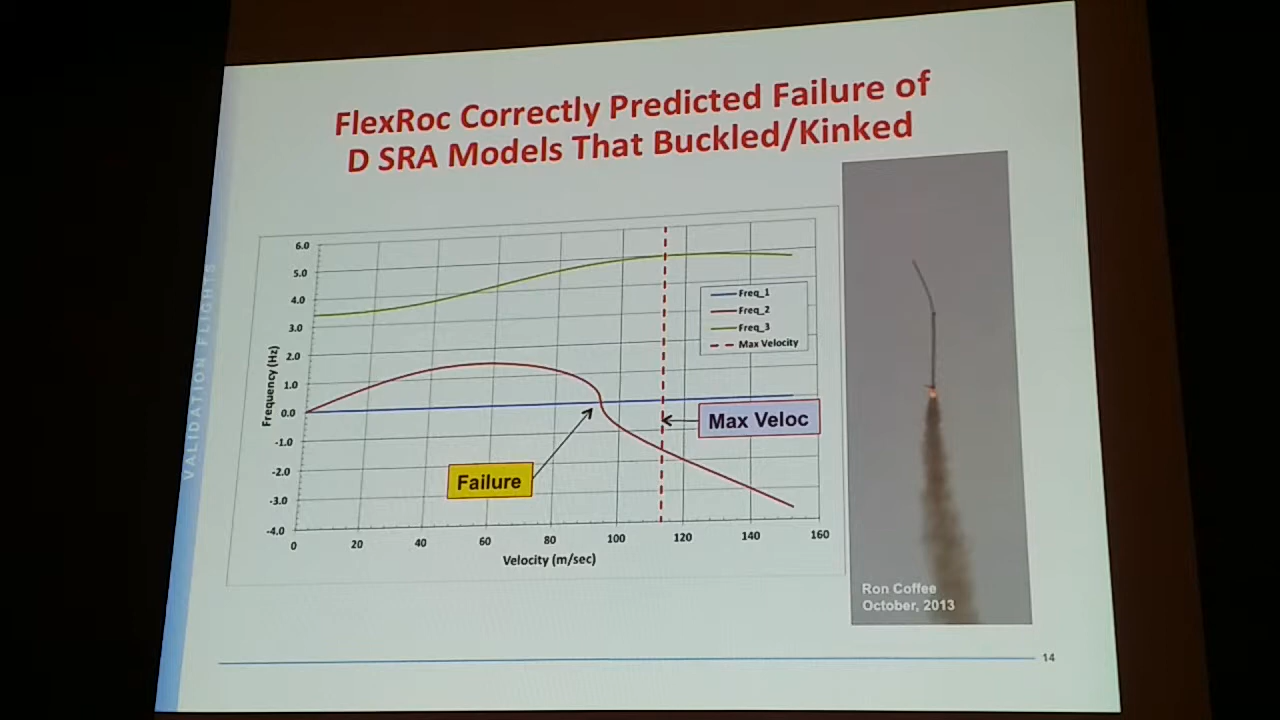 FlexRoc Correctly Predicted Failure of
D SRA Models That Buckled/Kinked
VALIDATION FLIGHTS
6.0
5.0
4.0
3.0
2.0
1.0
0.0
-1.0
-2.0
-3.0
-4.0
Frequency (Hz)
0 20 40 60 80 100 120 140 160
Velocity (m/sec)
Freq_1
Freq_2
Freq_3
Max Velocity
Max Veloc
Failure
Ron Coffee
October, 2013
14